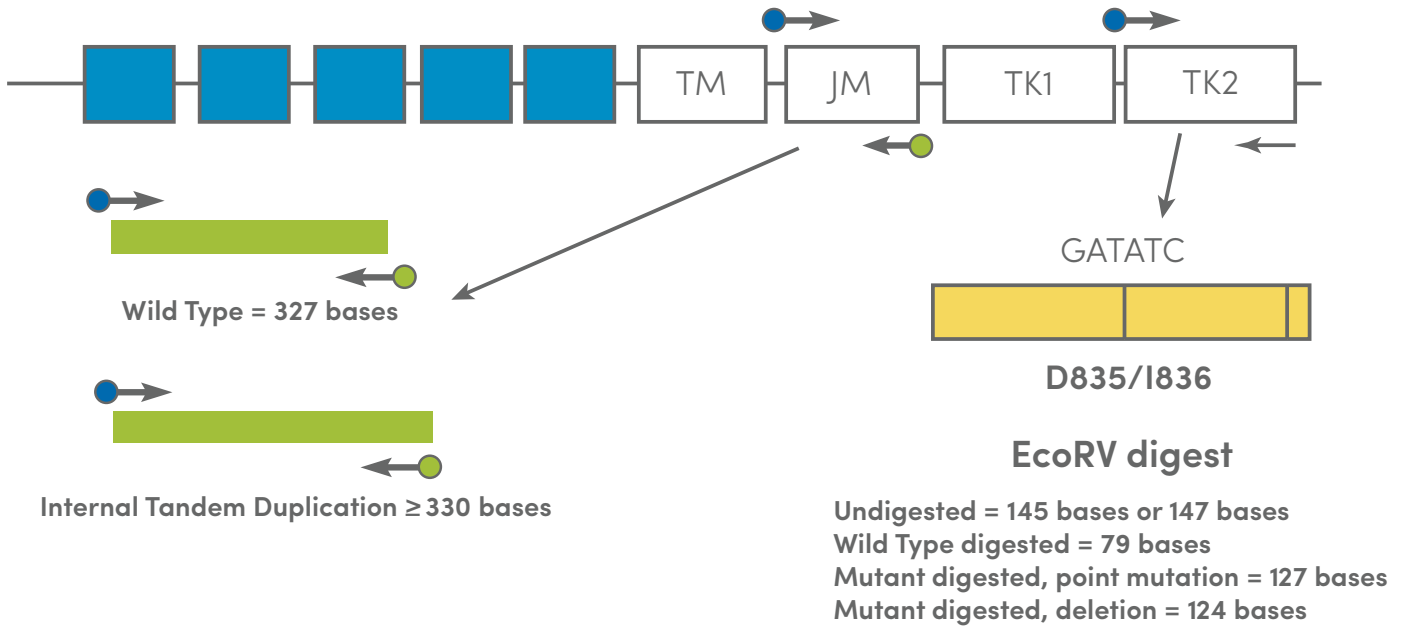 TM
JM
TK1
TK2
Wild Type = 327 bases
Internal Tandem Duplication ≥ 330 bases
GATATC
D835/I836
EcoRV digest
Undigested = 145 bases or 147 bases
Wild Type digested = 79 bases
Mutant digested, point mutation = 127 bases
Mutant digested, deletion = 124 bases